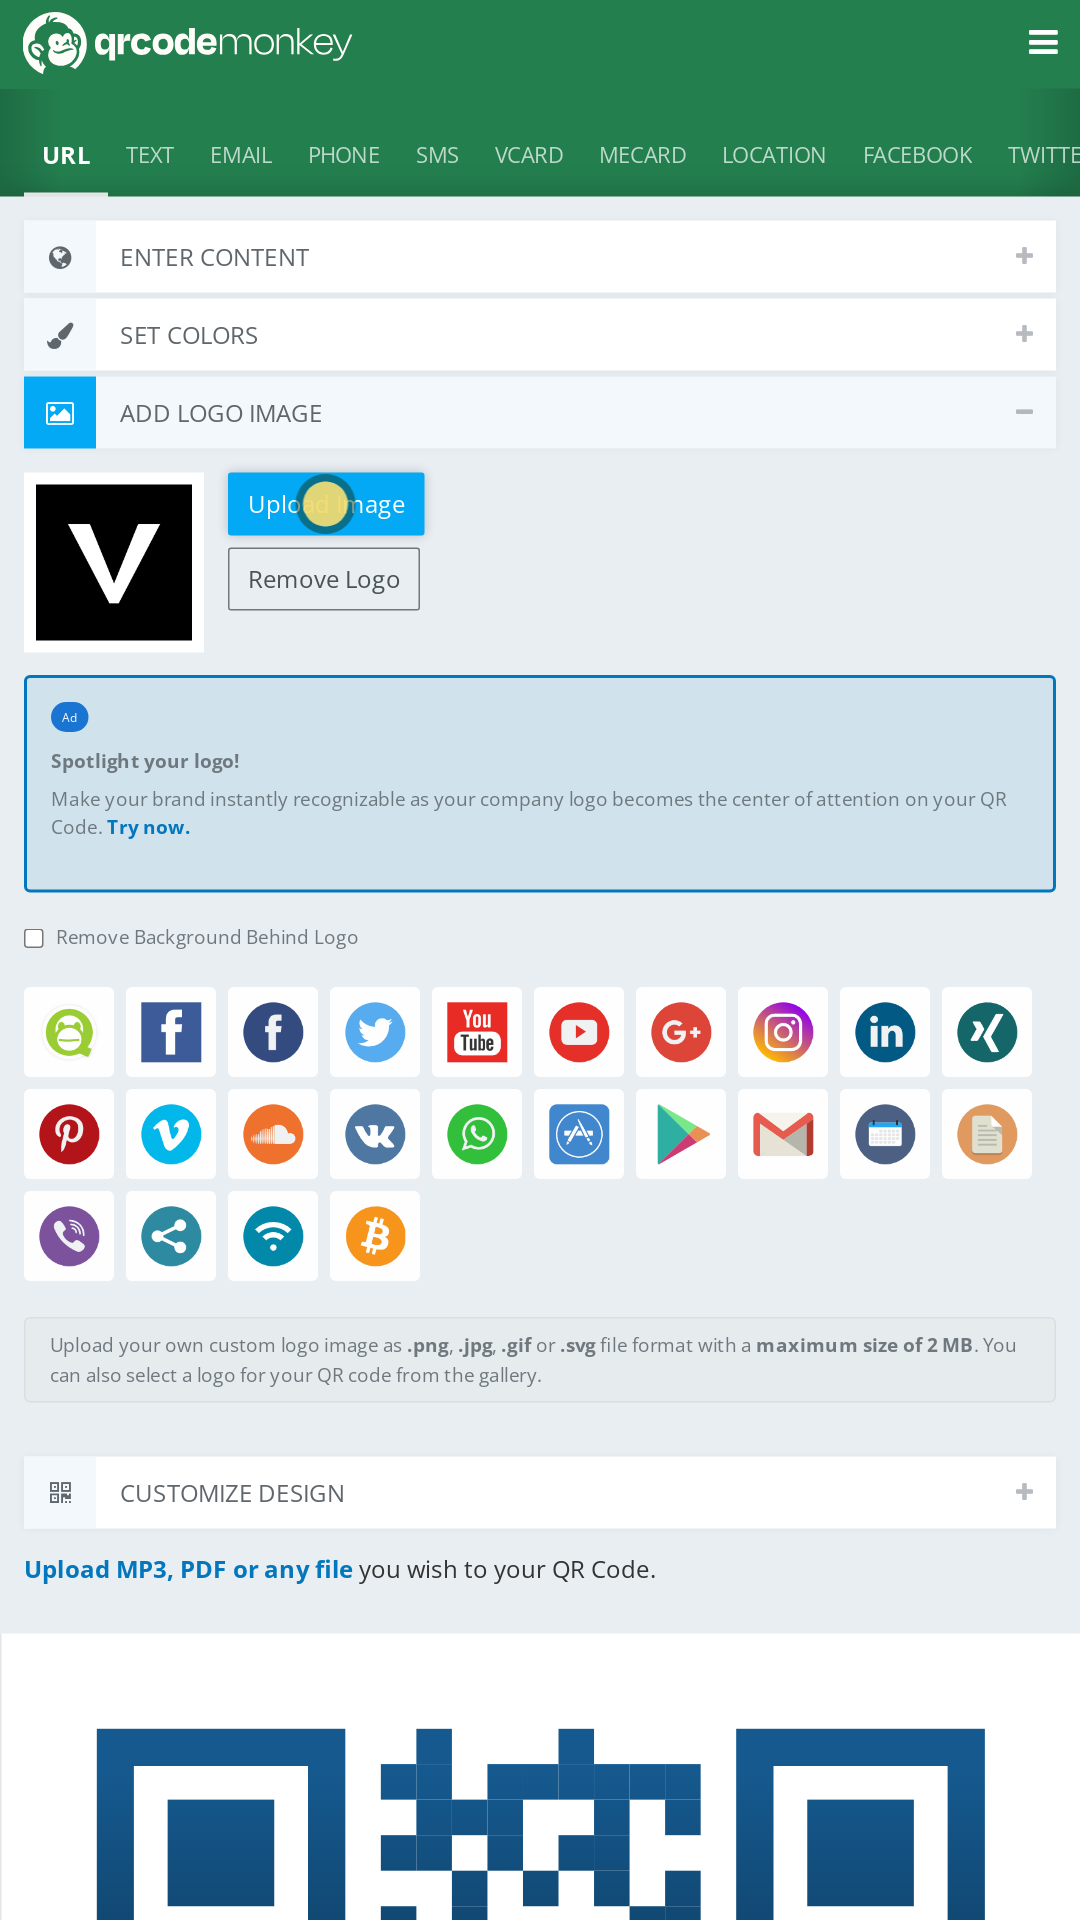 qrcodemonkey
URL TEXT EMAIL PHONE SMS VCARD MECARD LOCATION FACEBOOK TWITTE
ENTER CONTENT
SET COLORS
ADD LOGO IMAGE
V
Upload Image
Remove Logo
Ad
Spotlight your logo!
Make your brand instantly recognizable as your company logo becomes the center of attention on your QR
Code. Try now.
Remove Background Behind Logo
You
Tube
Upload your own custom logo image as .png, .jpg, .gif or .svg file format with a maximum size of 2 MB. You
can also select a logo for your QR code from the gallery.
CUSTOMIZE DESIGN
Upload MP3, PDF or any file you wish to your QR Code.